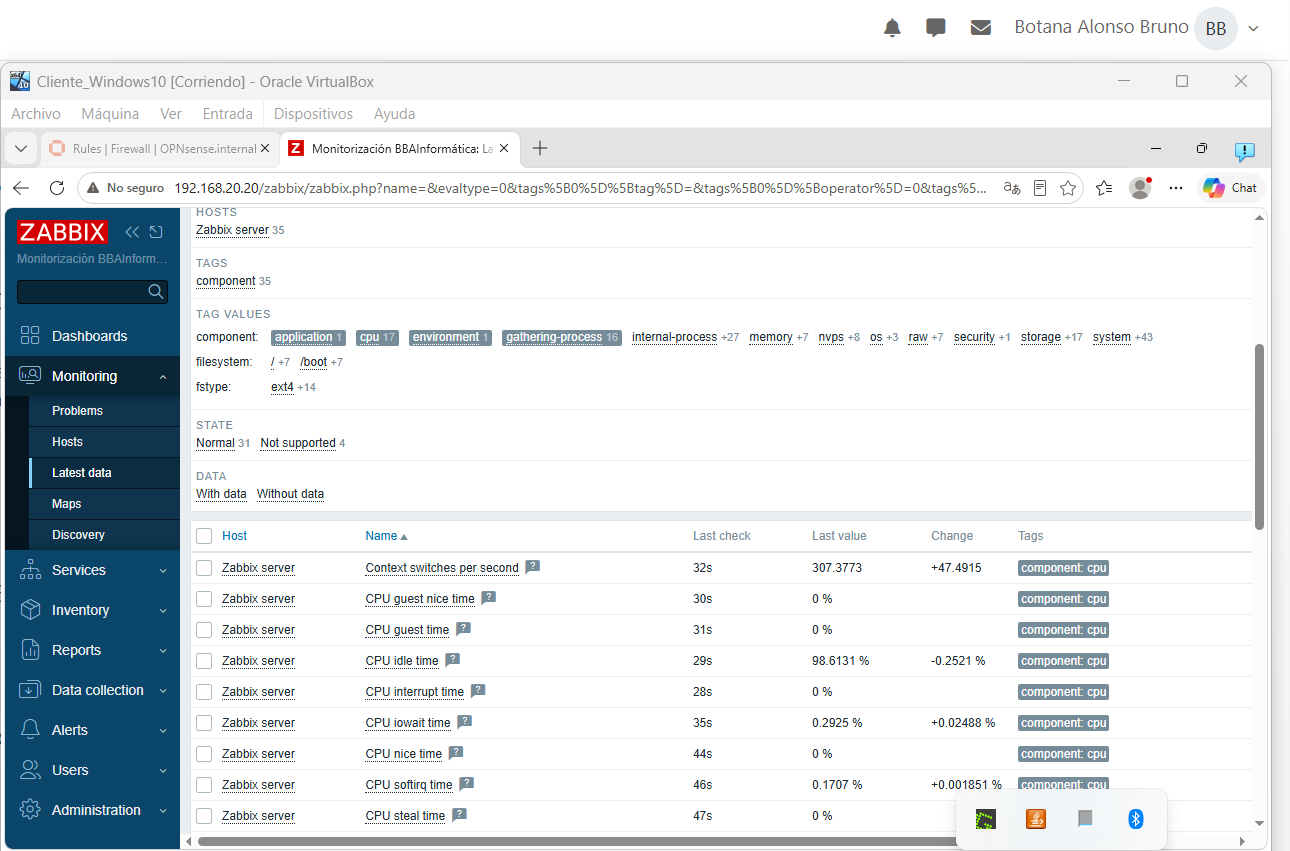 Botana Alonso Bruno BB
Cliente_Windows10 [Corriendo] - Oracle VirtualBox
Archivo Máquina Ver Entrada Dispositivos Ayuda
Rules | Firewall | OPNsense.internal
Z Monitorización BBAInformática: La
No seguro 192.168.20.20/zabbix/zabbix.php?name=&evaltype=0&tags%5B0%5D%5Btag%5D=&tags%5B0%5D%5Boperator%5D=0&tags%5...
Chat
ZABBIX
Monitorización BBAInform...
Dashboards
Monitoring
Problems
Hosts
Latest data
Maps
Discovery
Services
Inventory
Reports
Data collection
Alerts
Users
Administration
HOSTS
Zabbix server 35
TAGS
component 35
TAG VALUES
component: application 1 cpu 17 environment 1 gathering-process 16 internal-process +27 memory +7 nvps +8 os +3 raw +7 security +1 storage +17 system +43
filesystem: / +7 /boot +7
fstype: ext4 +14
STATE
Normal 31 Not supported 4
DATA
With data Without data
Host Name Last check Last value Change Tags
Zabbix server Context switches per second ? 32s 307.3773 +47.4915 component: cpu
Zabbix server CPU guest nice time ? 30s 0 % component: cpu
Zabbix server CPU guest time ? 31s 0 % component: cpu
Zabbix server CPU idle time ? 29s 98.6131 % -0.2521 % component: cpu
Zabbix server CPU interrupt time ? 28s 0 % component: cpu
Zabbix server CPU iowait time ? 35s 0.2925 % +0.02488 % component: cpu
Zabbix server CPU nice time ? 44s 0 % component: cpu
Zabbix server CPU softirq time ? 46s 0.1707 % +0.001851 % component: cpu
Zabbix server CPU steal time ? 47s 0 %